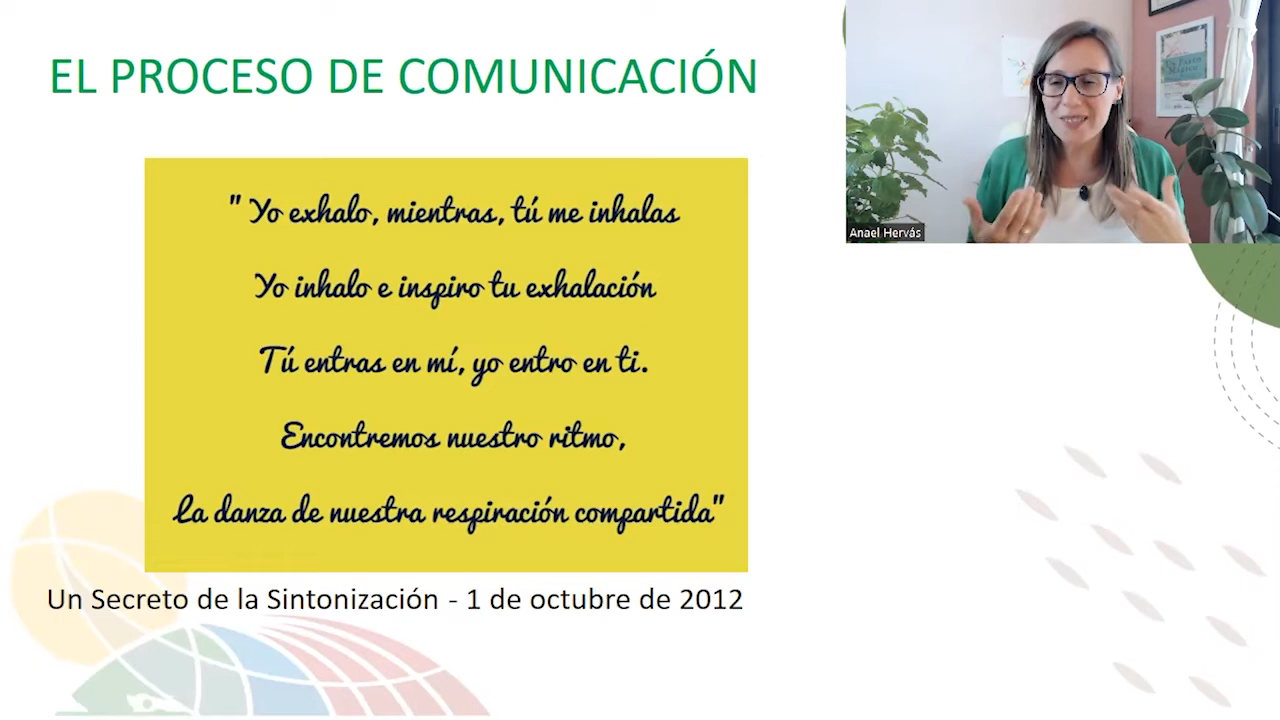 EL PROCESO DE COMUNICACIÓN
" Yo exhalo, mientras, tú me inhalas
Yo inhalo e inspiro tu exhalación
Tú entras en mí, yo entro en ti.
Encontremos nuestro ritmo,
La danza de nuestra respiración compartida"
Un Secreto de la Sintonización - 1 de octubre de 2012
Anael Hervás